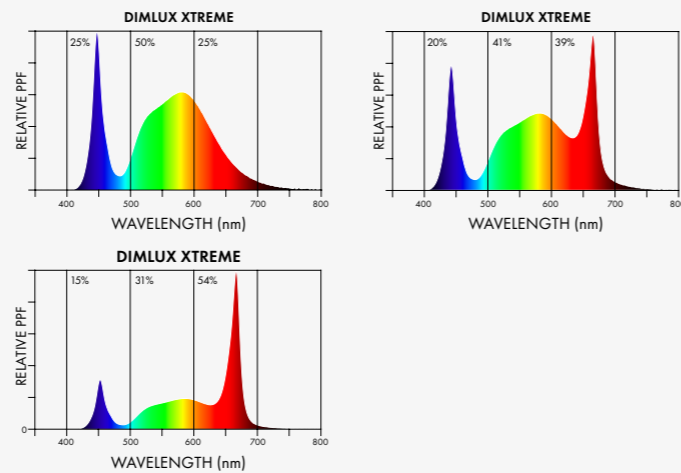 DIMLUX XTREME
25% 50% 25%
RELATIVE PPF
400 500 600 700 800
WAVELENGTH (nm)
DIMLUX XTREME
20% 41% 39%
RELATIVE PPF
400 500 600 700
WAVELENGTH (nm)
DIMLUX XTREME
15% 31% 54%
RELATIVE PPF
0
400 500 600 700 800
WAVELENGTH (nm)